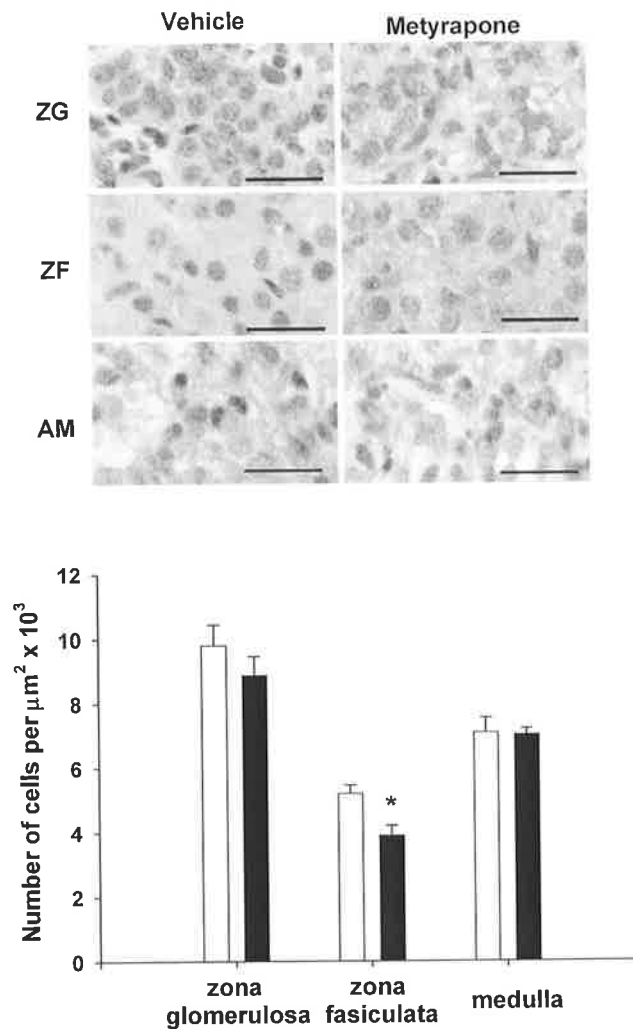 Vehicle Metyrapone
ZG
ZF
AM
Number of cells per μm² x 10³
12
10
8
6
4
2
0
*
zona glomerulosa
zona fasiculata
medulla